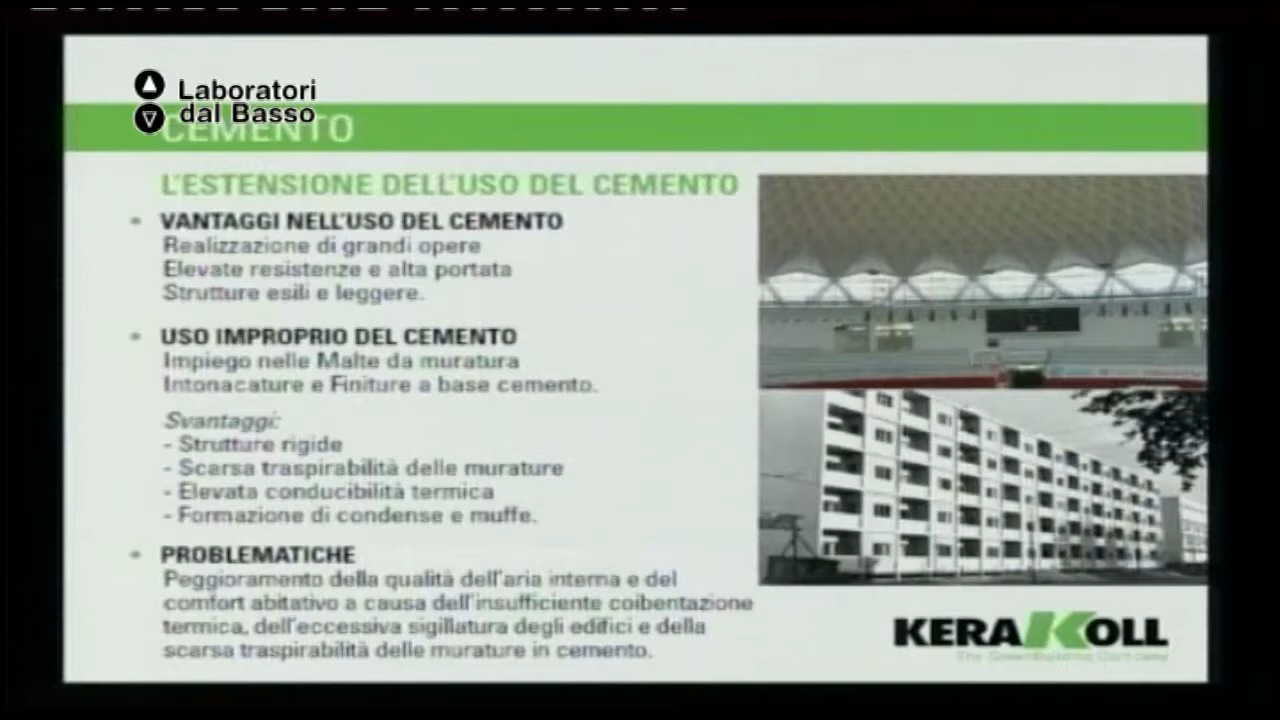 Laboratori
dal Basso
CEMENTO
L'ESTENSIONE DELL'USO DEL CEMENTO
• VANTAGGI NELL'USO DEL CEMENTO
Realizzazione di grandi opere
Elevate resistenze e alta portata
Strutture esili e leggere.
• USO IMPROPRIO DEL CEMENTO
Impiego nelle Malte da muratura
Intonacature e Finiture a base cemento.
Svantaggi:
- Strutture rigide
- Scarsa traspirabilità delle murature
- Elevata conducibilità termica
- Formazione di condense e muffe.
• PROBLEMATICHE
Peggioramento della qualità dell'aria interna e del
comfort abitativo a causa dell'insufficiente coibentazione
termica, dell'eccessiva sigillatura degli edifici e della
scarsa traspirabilità delle murature in cemento.
KERAKOLL